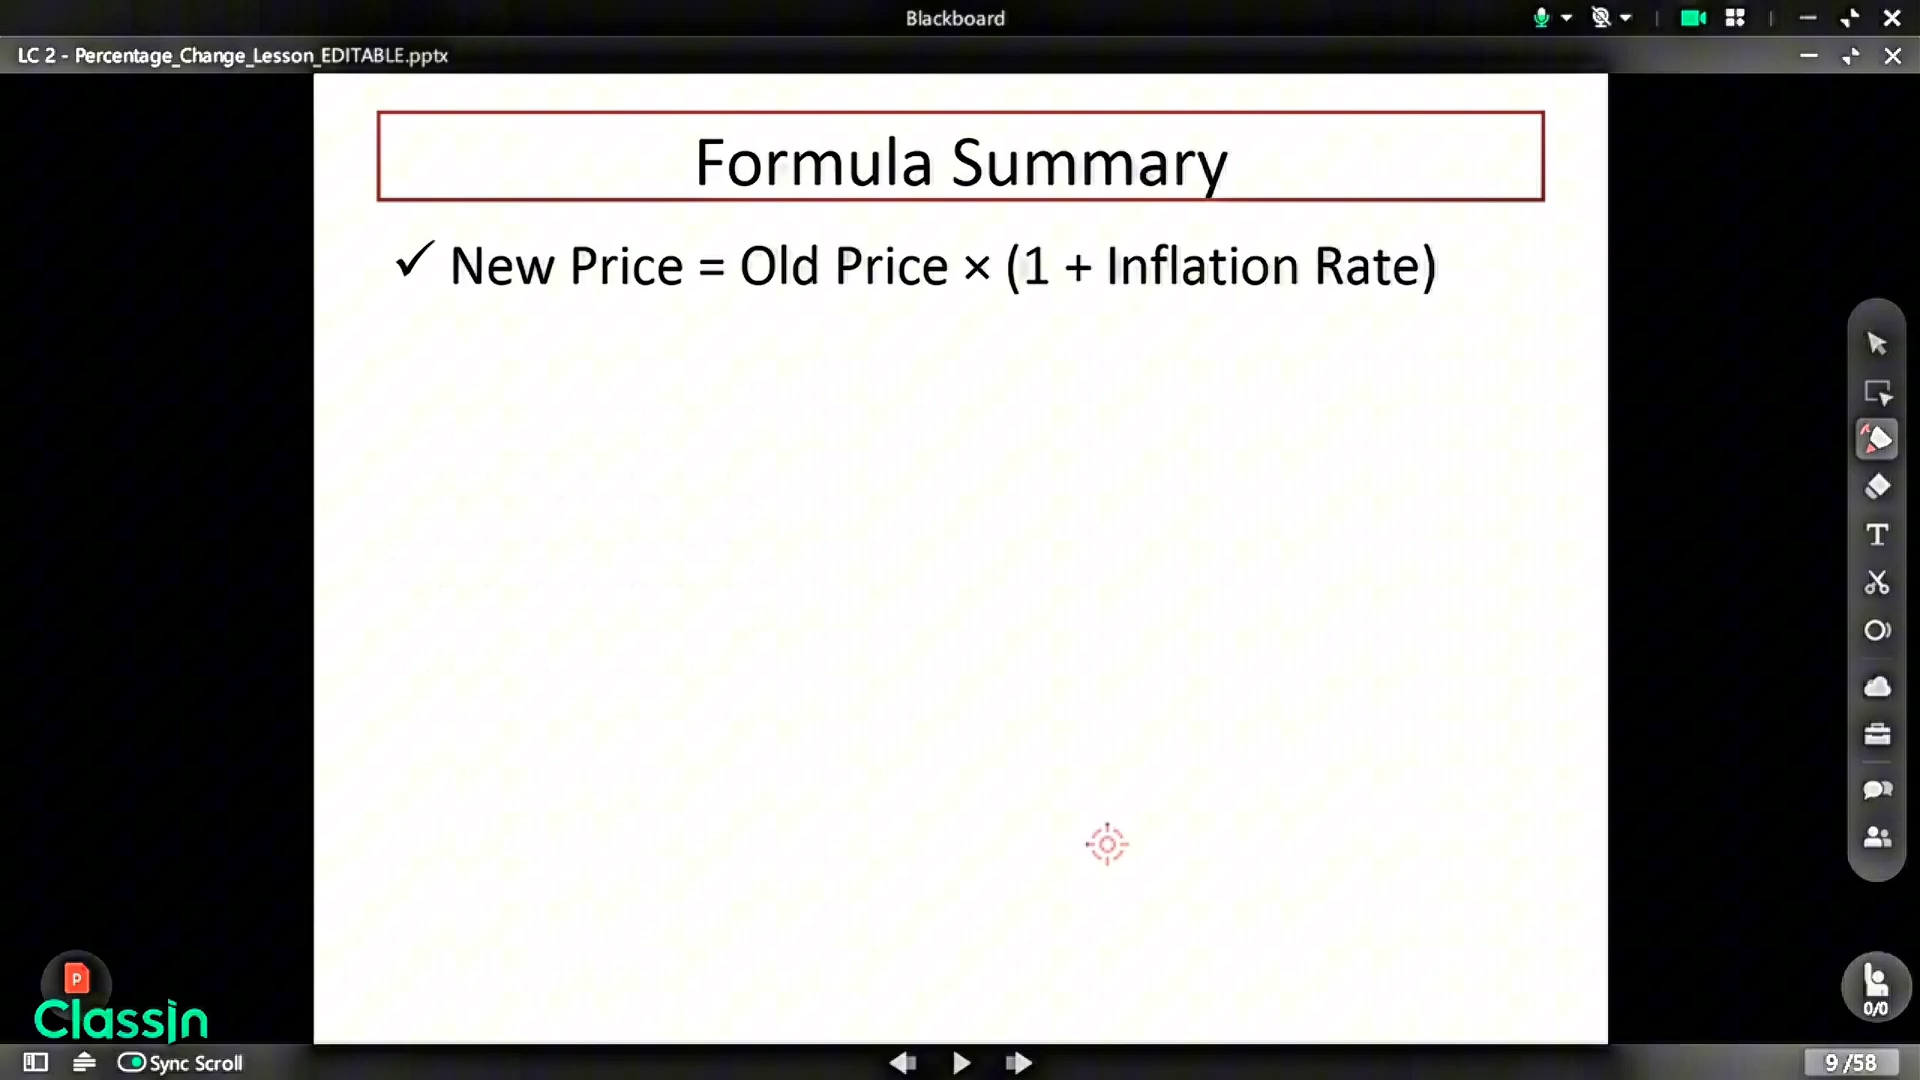 Blackboard
LC 2 - Percentage_Change_Lesson_EDITABLE.pptx
Formula Summary
✓ New Price = Old Price × (1 + Inflation Rate)
T
P
ClassIn
0/0
Sync Scroll
9/58